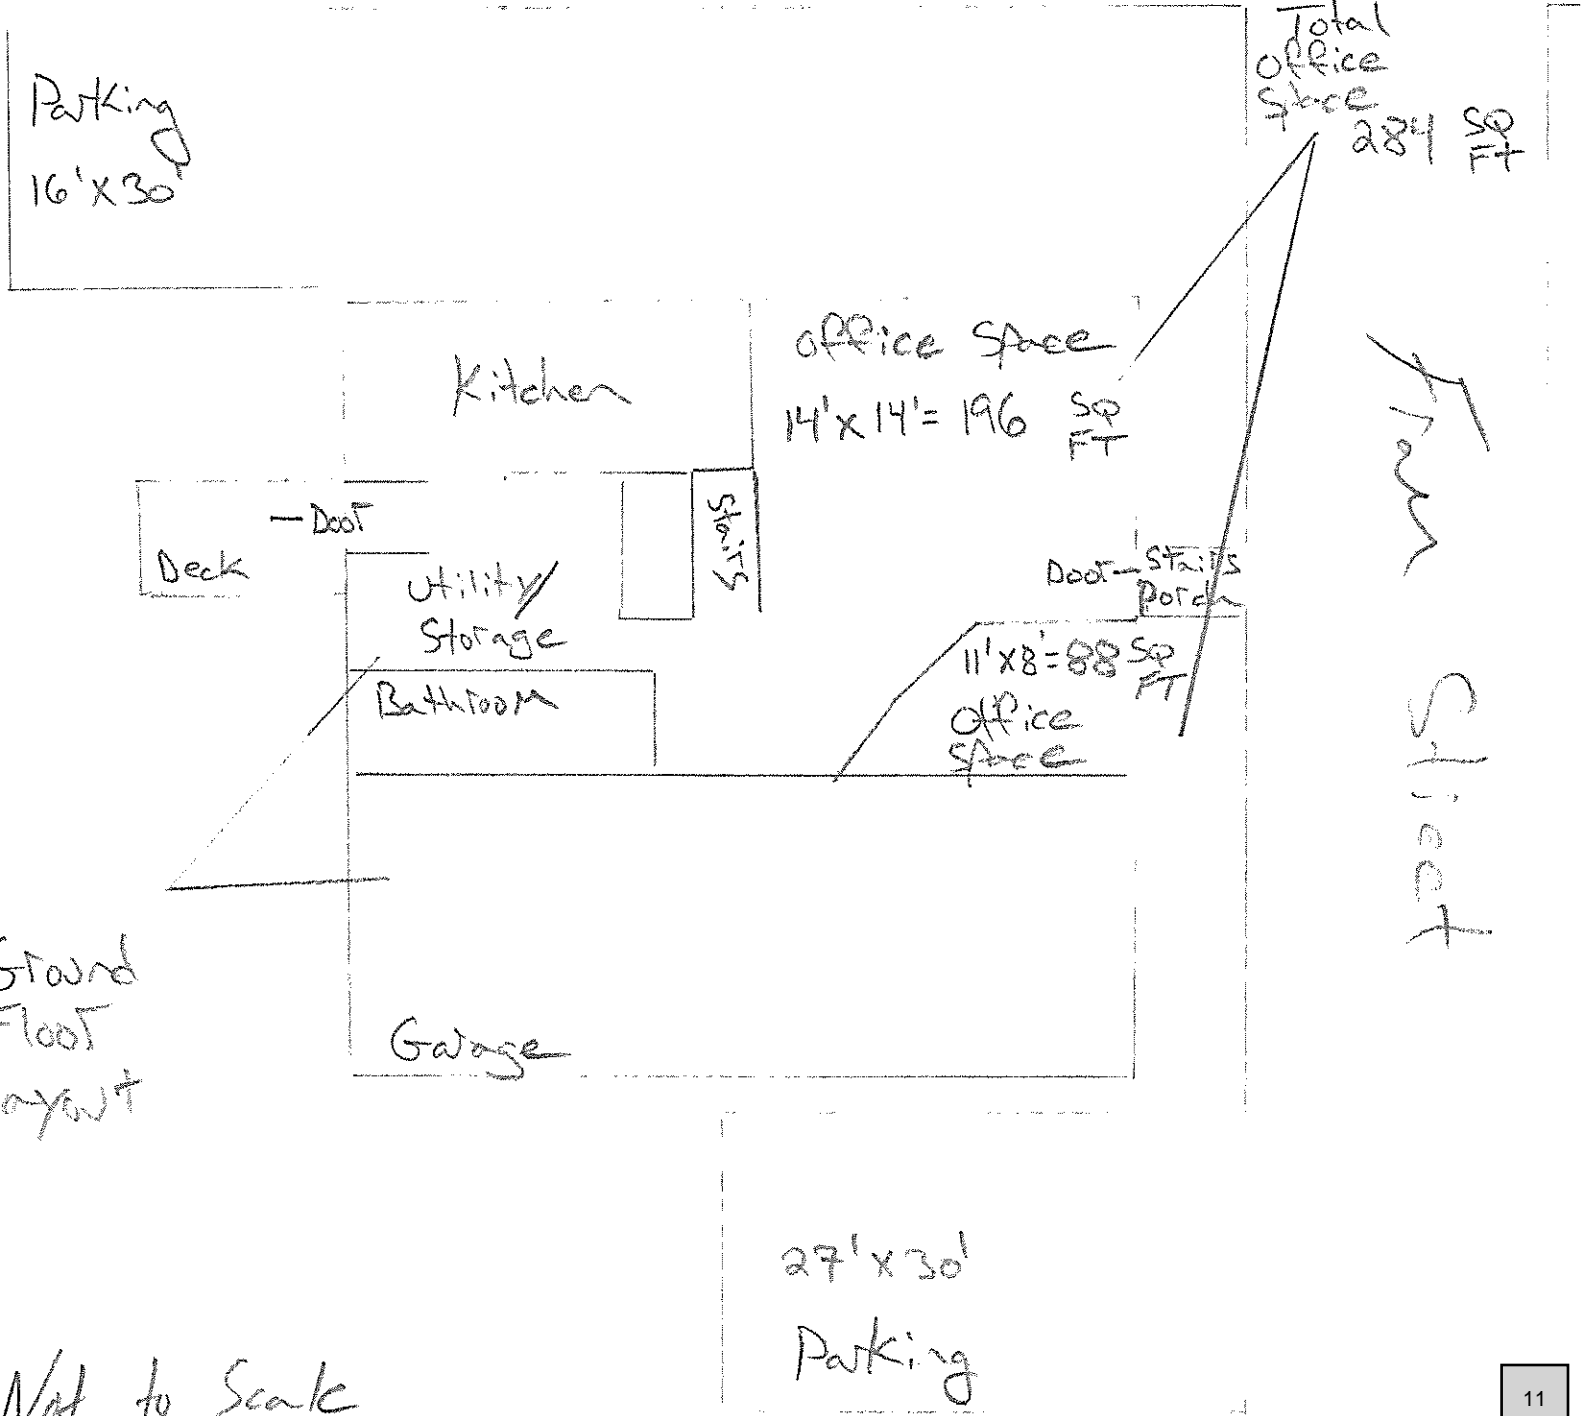 Total
Office
Space
284 SQ
FT
Parking
16'X30'
Kitchen
Office Space
14'x14'=196 SQ
FT
Stairs
Door
Deck
Utility/
Storage
Door
Stairs
Porch
Bathroom
11'x8'=88 SQ
FT
Office
Space
Street
Ground
Floor
Garage
27'x30'
Parking
Not to Scale
11